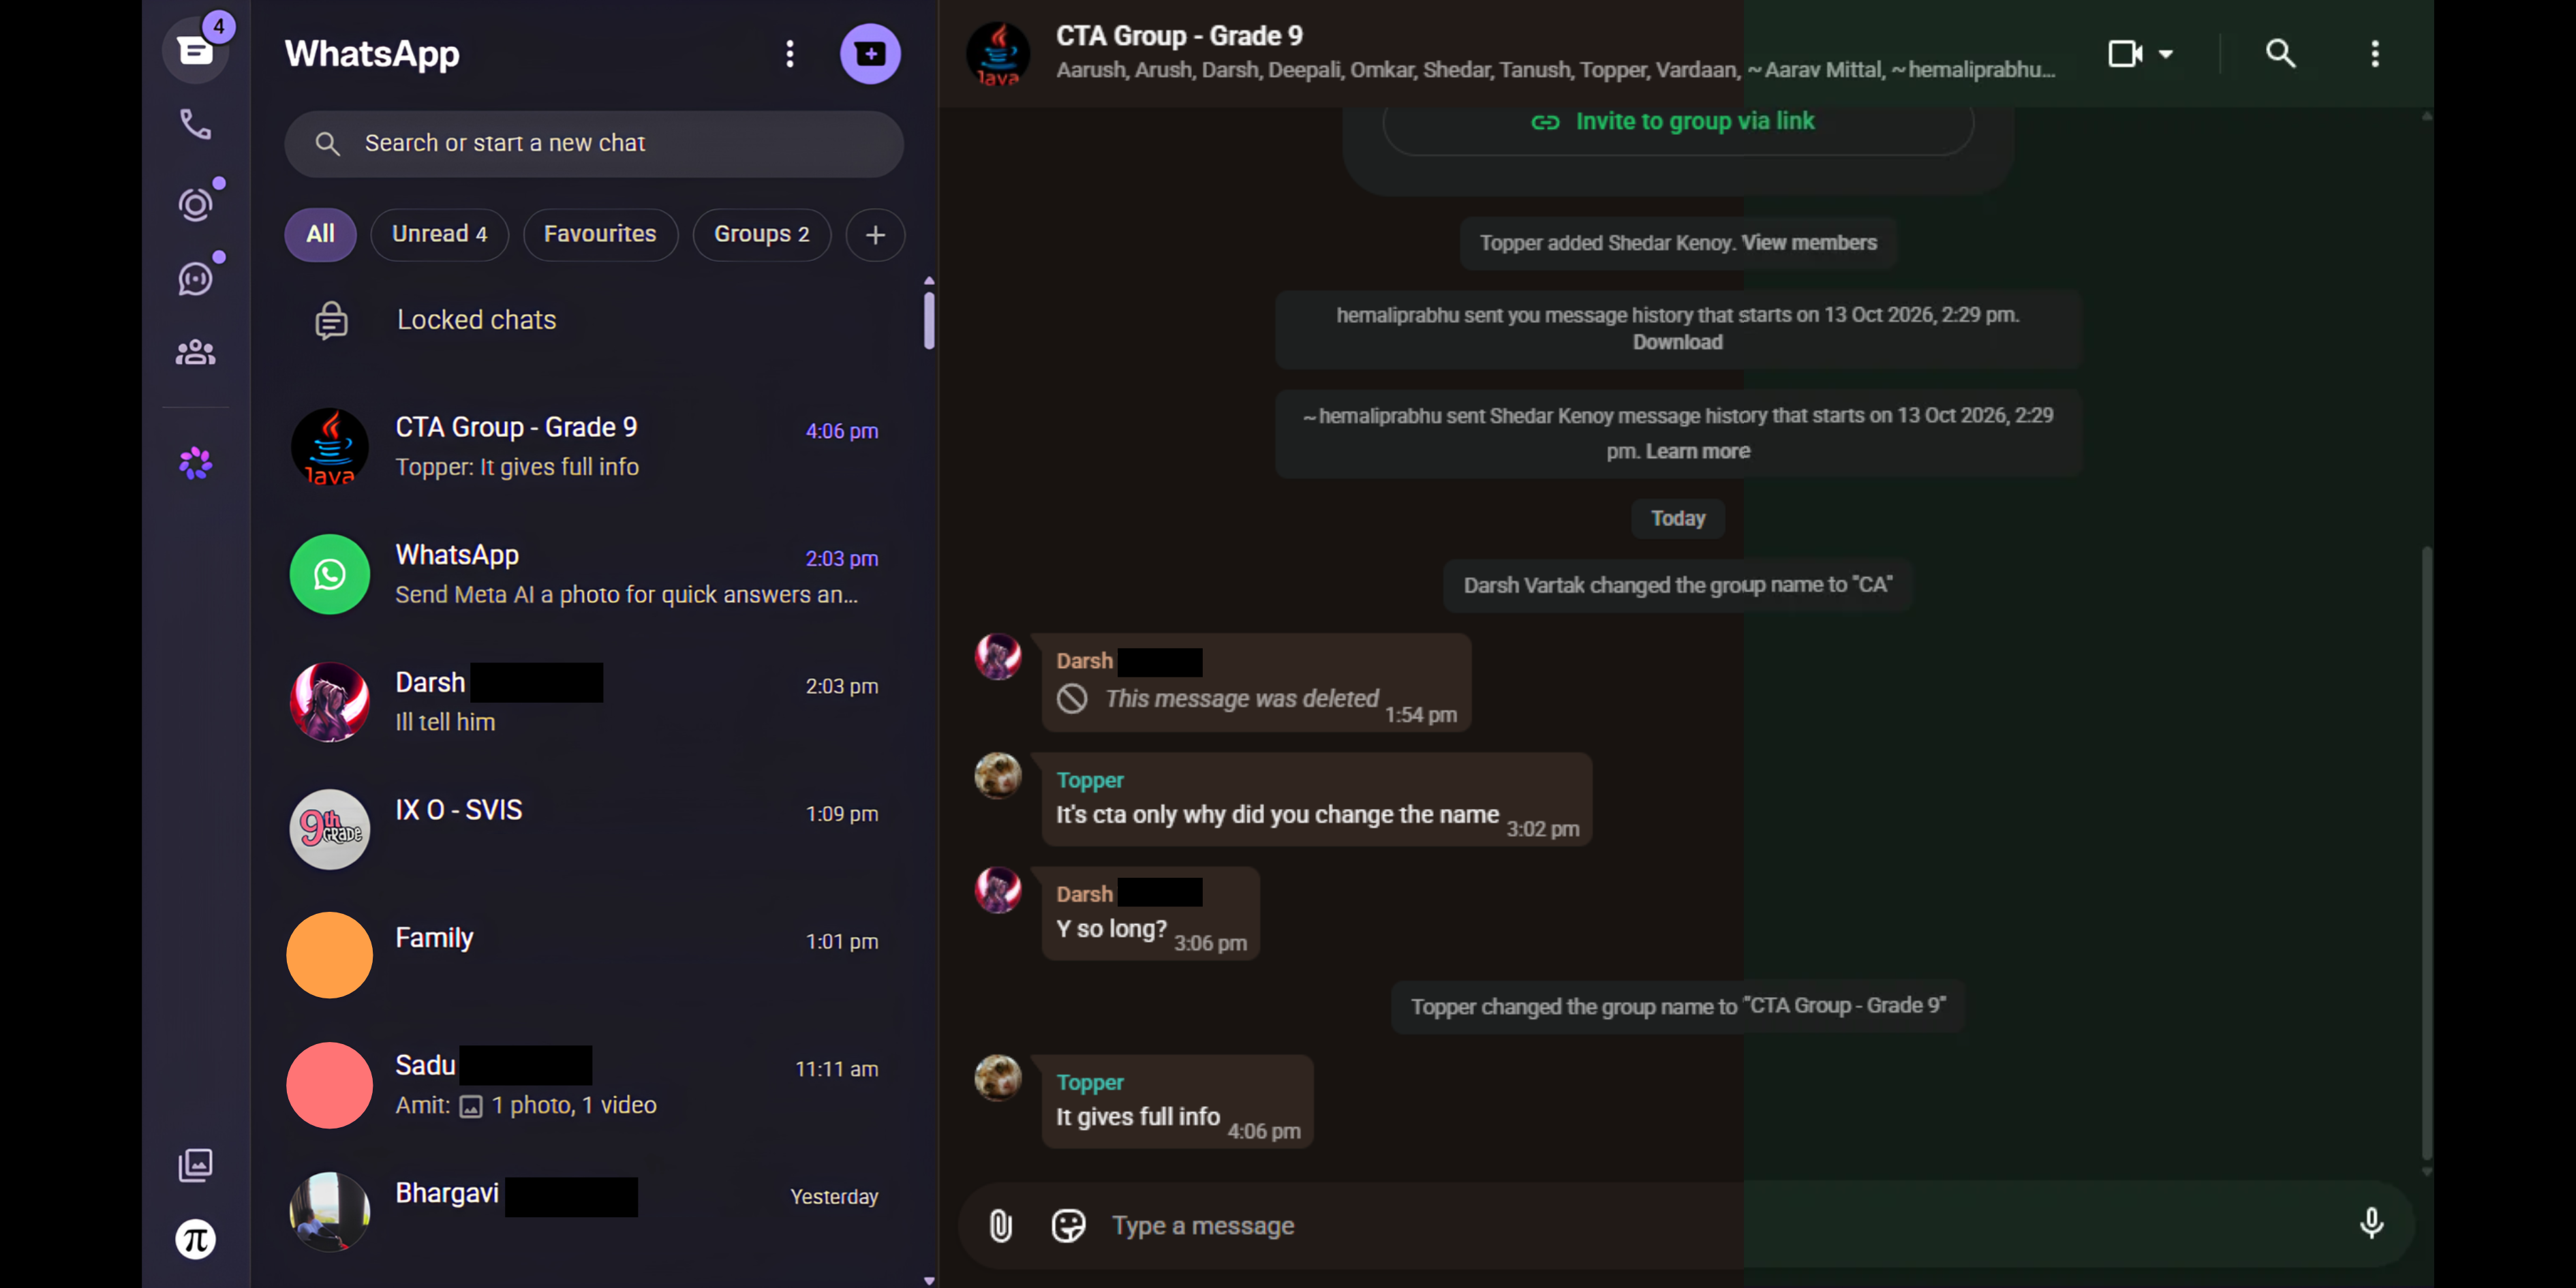 4
WhatsApp
Search or start a new chat
All
Unread 4
Favourites
Groups 2
Locked chats
Java
CTA Group - Grade 9
4:06 pm
Topper: It gives full info
WhatsApp
2:03 pm
Send Meta AI a photo for quick answers an...
Darsh
2:03 pm
Ill tell him
9th GRADE
IX O - SVIS
1:09 pm
Family
1:01 pm
Sadu
11:11 am
Amit: 1 photo, 1 video
Bhargavi
Yesterday
π
Java
CTA Group - Grade 9
Aarush, Arush, Darsh, Deepali, Omkar, Shedar, Tanush, Topper, Vardaan, ~ Aarav Mittal, ~ hemaliprabhu...
Invite to group via link
Topper added Shedar Kenoy. View members
hemaliprabhu sent you message history that starts on 13 Oct 2026, 2:29 pm.
Download
~ hemaliprabhu sent Shedar Kenoy message history that starts on 13 Oct 2026, 2:29
pm. Learn more
Today
Darsh Vartak changed the group name to "CA"
Darsh
This message was deleted
1:54 pm
Topper
It's cta only why did you change the name
3:02 pm
Darsh
Y so long?
3:06 pm
Topper changed the group name to "CTA Group - Grade 9"
Topper
It gives full info
4:06 pm
Type a message